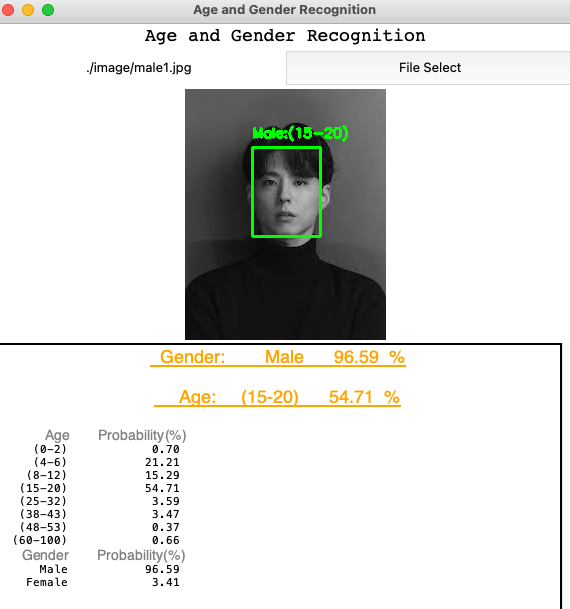 Age and Gender Recognition
Age and Gender Recognition
./image/male1.jpg File Select
Male:(15-20)
Gender: Male 96.59 %
Age: (15-20) 54.71 %
Age Probability(%)
(0-2) 0.70
(4-6) 21.21
(8-12) 15.29
(15-20) 54.71
(25-32) 3.59
(38-43) 3.47
(48-53) 0.37
(60-100) 0.66
Gender Probability(%)
Male 96.59
Female 3.41